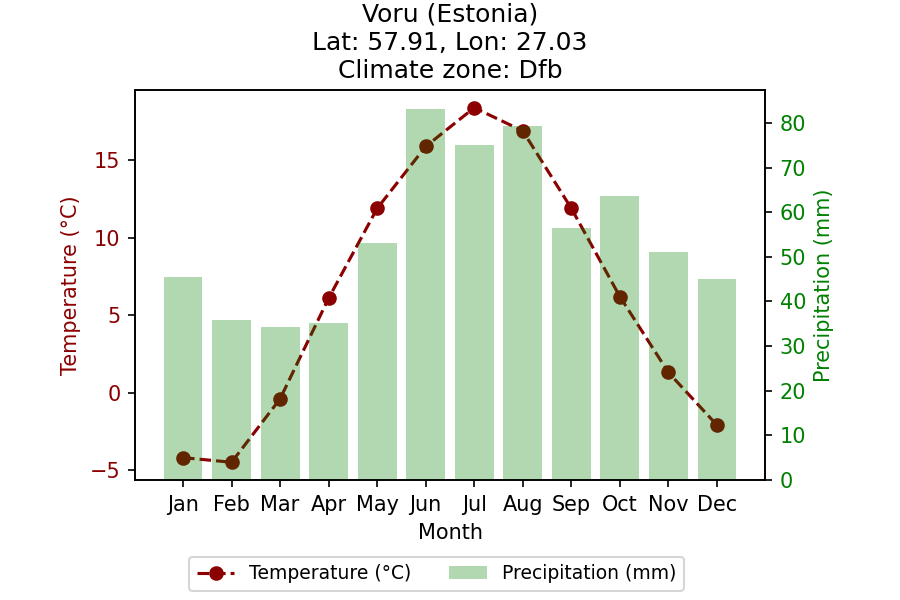 Voru (Estonia)
Lat: 57.91, Lon: 27.03
Climate zone: Dfb
Temperature (°C)
15
10
5
0
−5
80
70
60
50
40
30
20
10
0
Precipitation (mm)
Jan Feb Mar Apr May Jun Jul Aug Sep Oct Nov Dec
Month
Temperature (°C) Precipitation (mm)